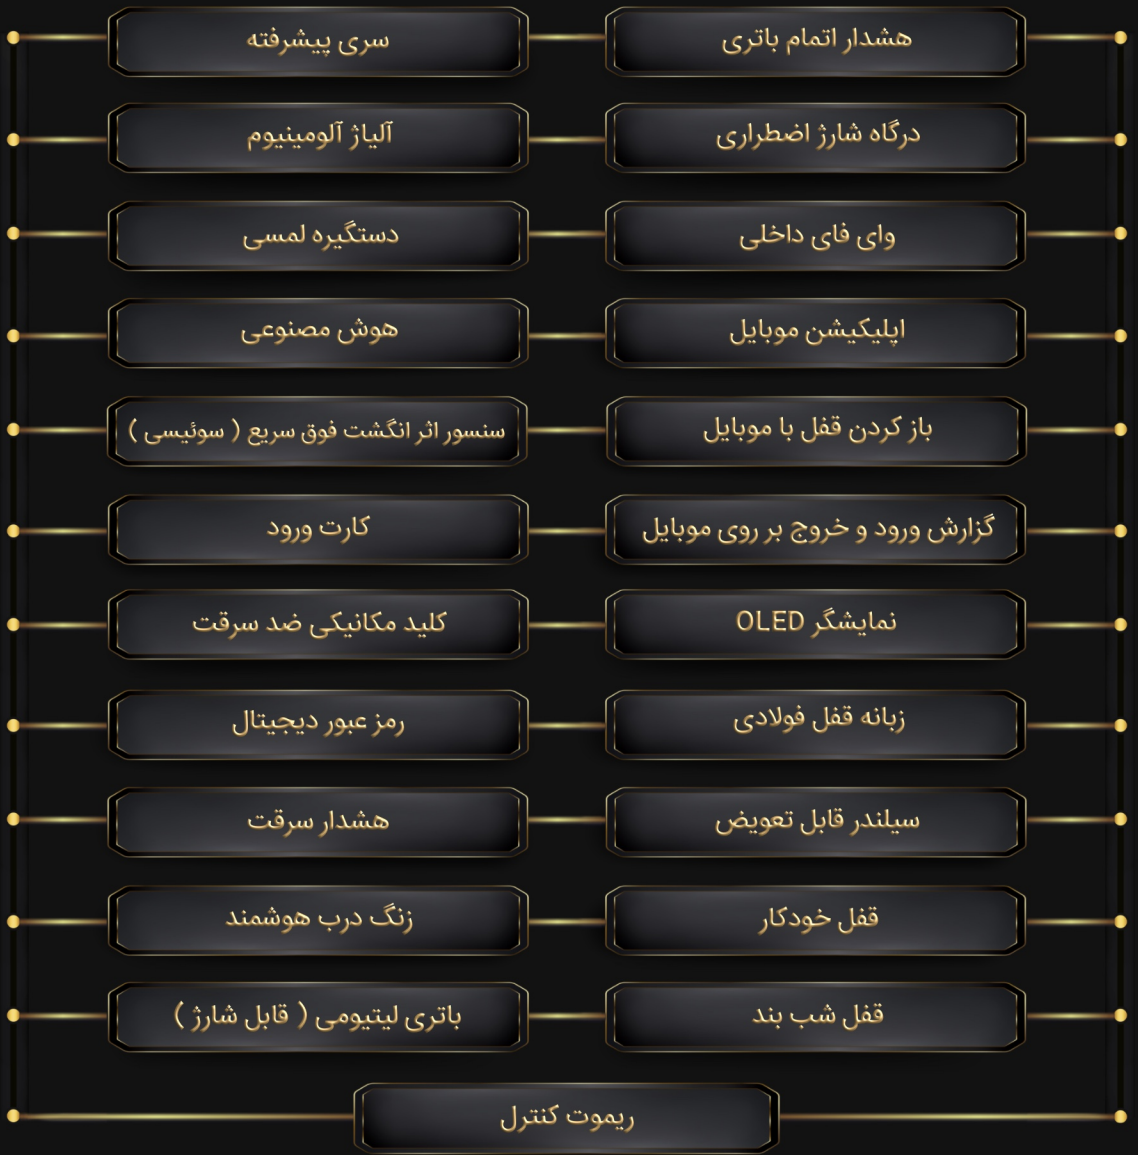 هشدار اتمام باتری
سری پیشرفته
درگاه شارژ اضطراری
آلیاژ آلومینیوم
وای فای داخلی
دستگیره لمسی
اپلیکیشن موبایل
هوش مصنوعی
باز کردن قفل با موبایل
سنسور اثر انگشت فوق سریع ( سوئیسی )
گزارش ورود و خروج بر روی موبایل
کارت ورود
نمایشگر OLED
کلید مکانیکی ضد سرقت
زبانه قفل فولادی
رمز عبور دیجیتال
سیلندر قابل تعویض
هشدار سرقت
قفل خودکار
زنگ درب هوشمند
قفل شب بند
باتری لیتیومی ( قابل شارژ )
ریموت کنترل